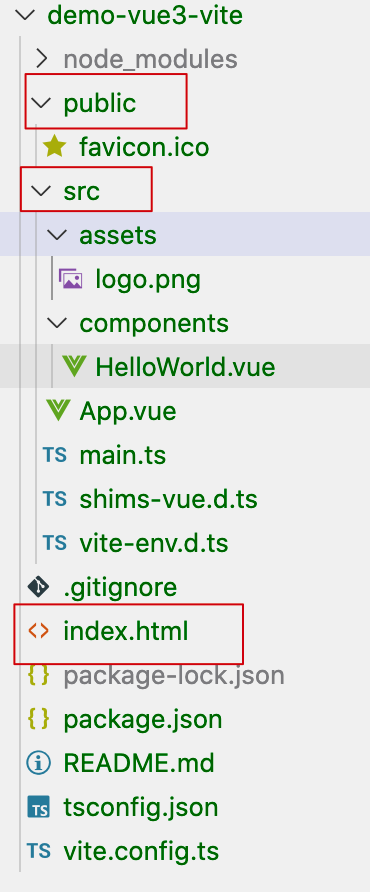 demo-vue3-vite
node_modules
public
favicon.ico
src
assets
logo.png
components
HelloWorld.vue
App.vue
TS main.ts
TS shims-vue.d.ts
TS vite-env.d.ts
.gitignore
<> index.html
{} package-lock.json
{} package.json
README.md
TS tsconfig.json
TS vite.config.ts